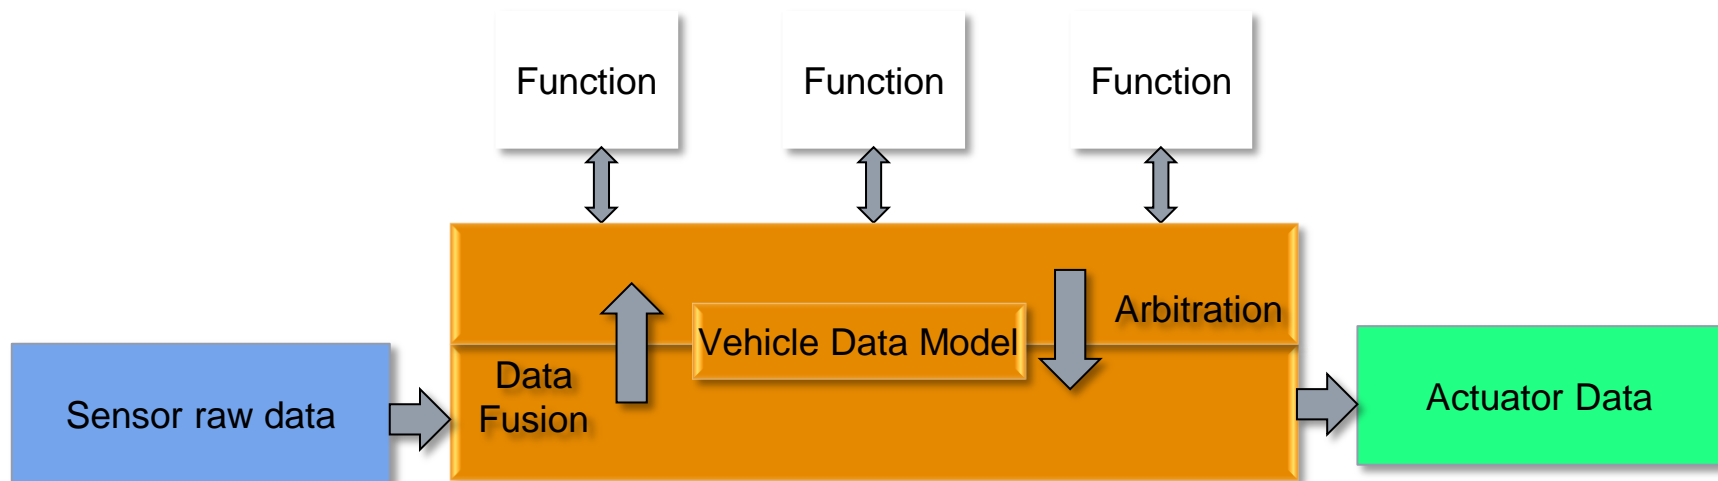 Function
Function
Function
Arbitration
Vehicle Data Model
Data
Fusion
Sensor raw data
Actuator Data